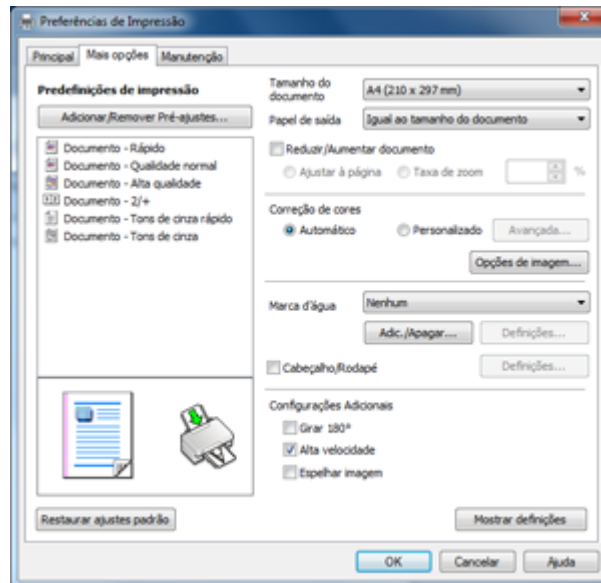 Preferências de Impressão
Principal Mais opções Manutenção
Predefinições de impressão
Adicionar/Remover Pré-ajustes...
Documento - Rápido
Documento - Qualidade normal
Documento - Alta qualidade
Documento - 2/+
Documento - Tons de cinza rápido
Documento - Tons de cinza
Restaurar ajustes padrão
Tamanho do documento
A4 (210 x 297 mm)
Papel de saída
Igual ao tamanho do documento
Reduzir/Aumentar documento
Ajustar à página
Taxa de zoom
%
Correção de cores
Automático
Personalizado
Avançada...
Opções de imagem...
Marca d'água
Nenhum
Adic./Apagar...
Definições...
Cabeçalho/Rodapé
Definições...
Configurações Adicionais
Girar 180°
Alta velocidade
Espelhar imagem
Mostrar definições
OK
Cancelar
Ajuda